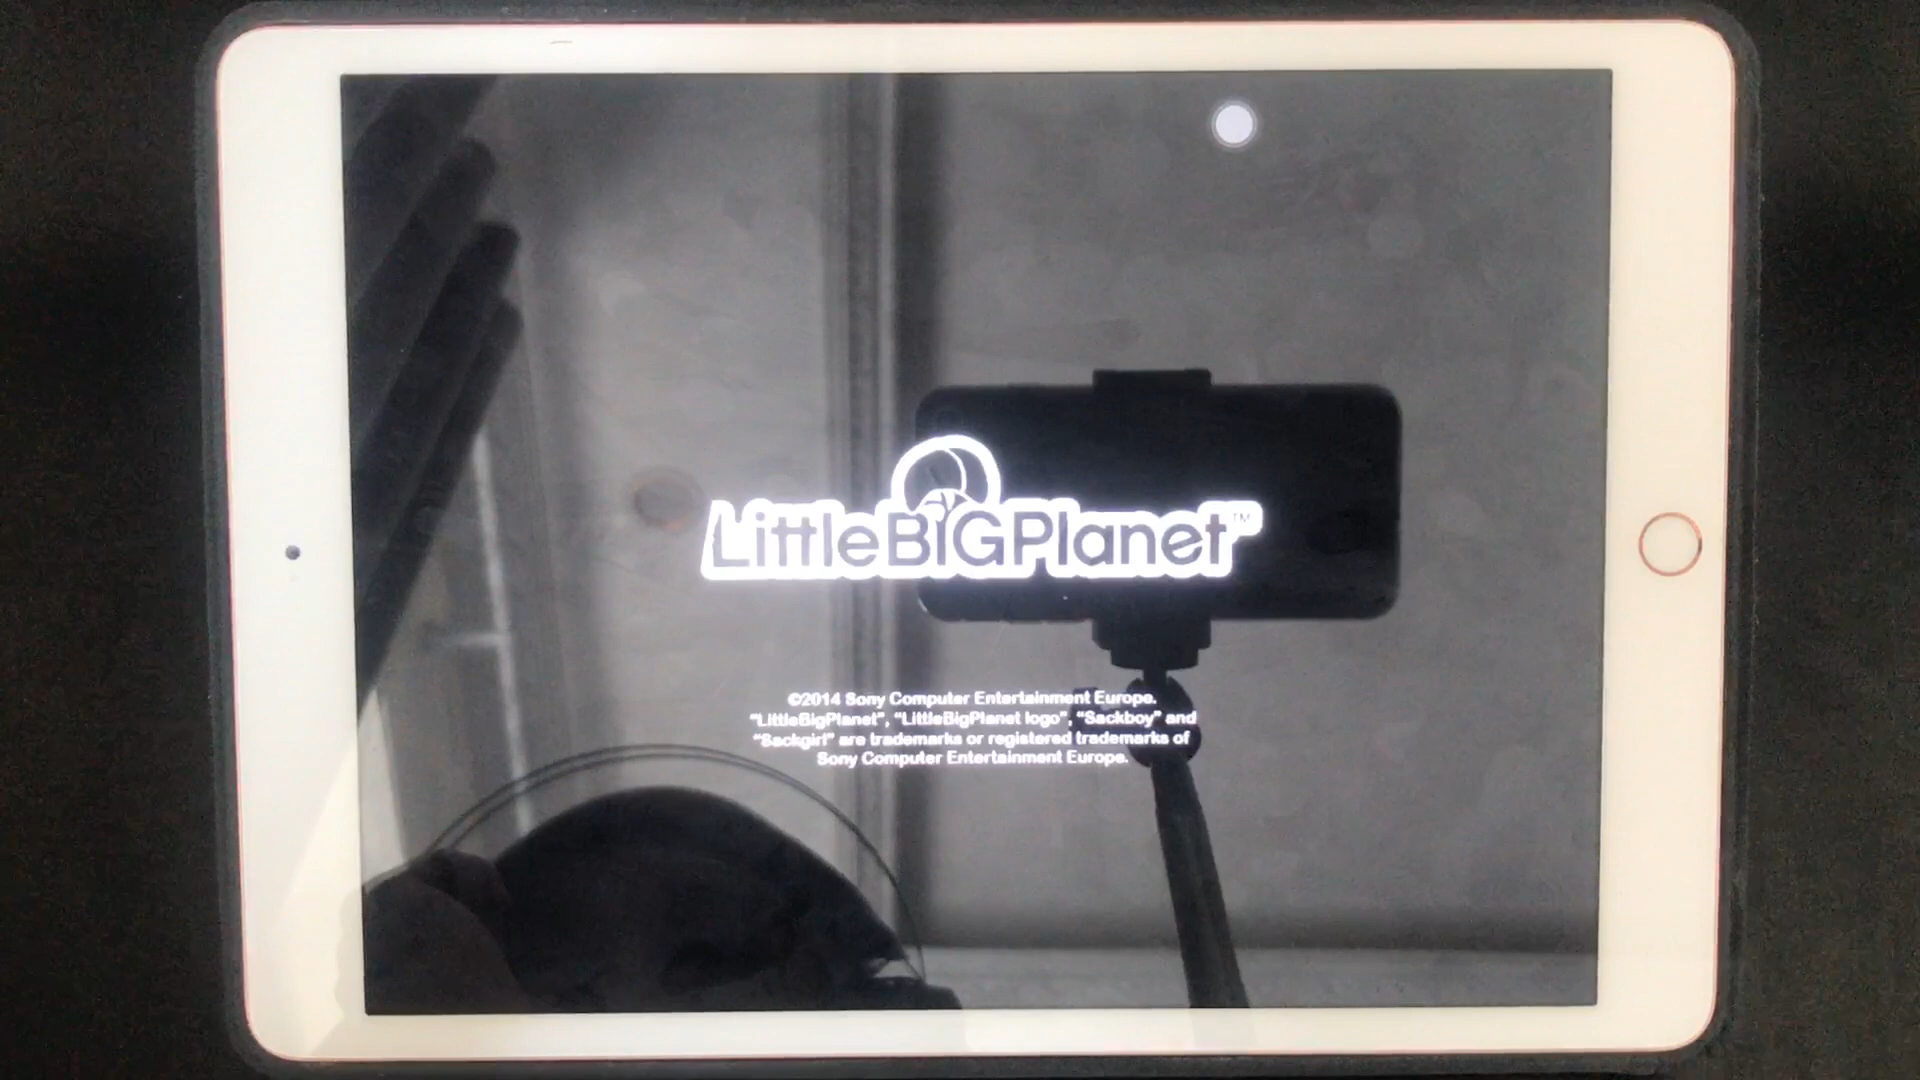 LittleBIGPlanet™
©2014 Sony Computer Entertainment Europe.
“LittleBigPlanet”, “LittleBigPlanet logo”, “Sackboy” and
“Sackgirl” are trademarks or registered trademarks of
Sony Computer Entertainment Europe.